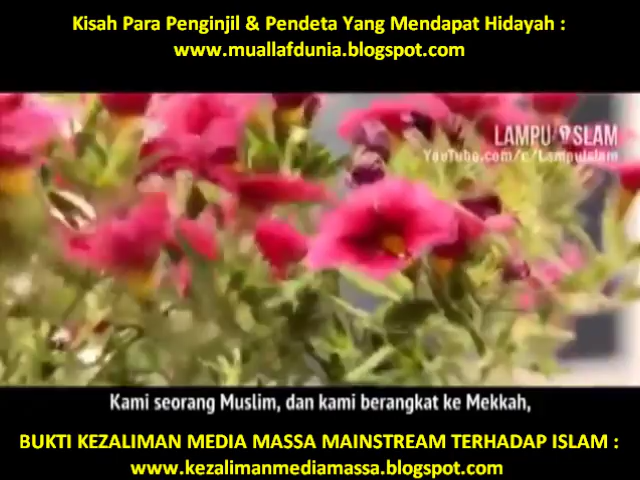 Kisah Para Penginjil & Pendeta Yang Mendapat Hidayah :
www.muallafdunia.blogspot.com
LAMPU ISLAM
YouTube.com/c/LampuIslam
Kami seorang Muslim, dan kami berangkat ke Mekkah,
BUKTI KEZALIMAN MEDIA MASSA MAINSTREAM TERHADAP ISLAM :
www.kezalimanmediamassa.blogspot.com